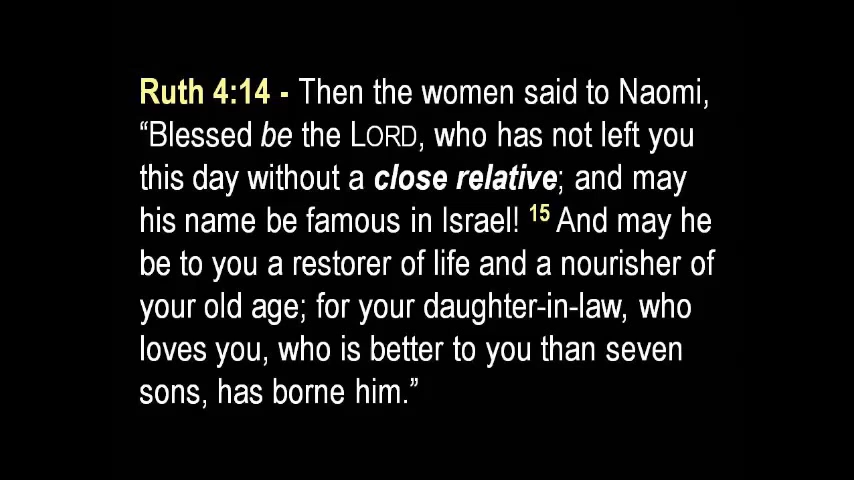 Ruth 4:14 - Then the women said to Naomi,
“Blessed be the LORD, who has not left you
this day without a close relative; and may
his name be famous in Israel! 15 And may he
be to you a restorer of life and a nourisher of
your old age; for your daughter-in-law, who
loves you, who is better to you than seven
sons, has borne him.”